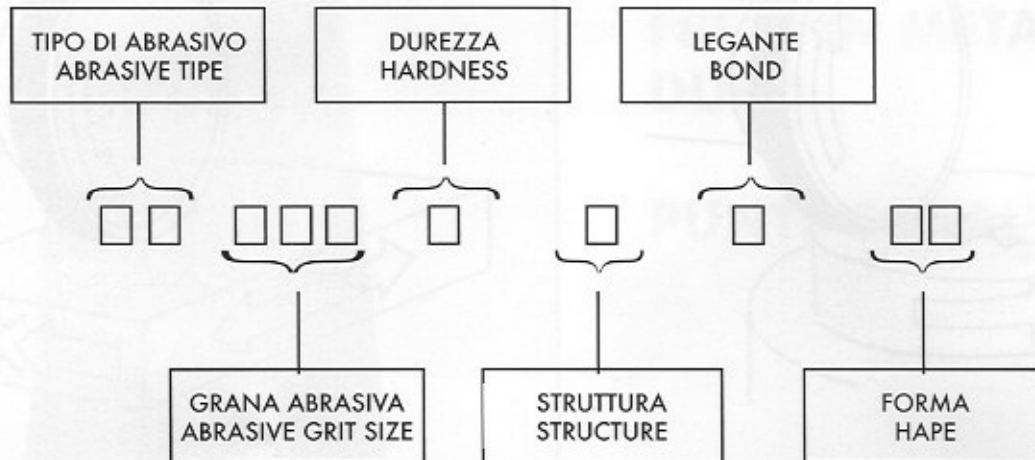 TIPO DI ABRASIVO
ABRASIVE TIPE
DUREZZA
HARDNESS
LEGANTE
BOND
GRANA ABRASIVA
ABRASIVE GRIT SIZE
STRUTTURA
STRUCTURE
FORMA
HAPE